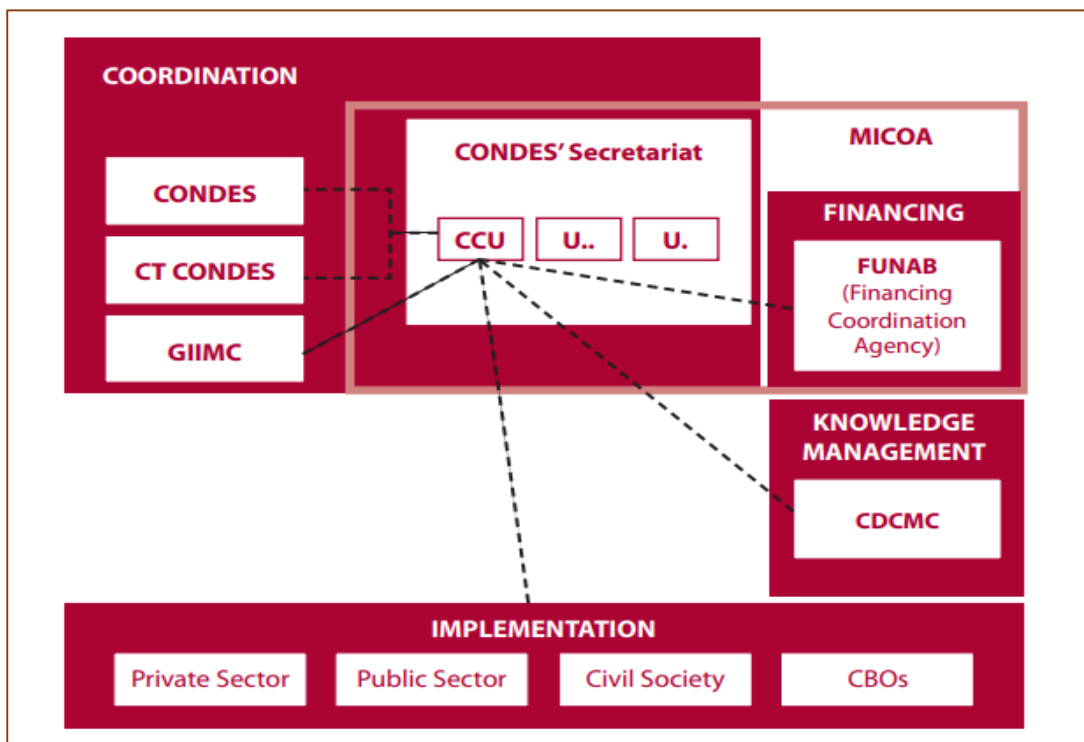 COORDINATION
CONDES
CT CONDES
GIIMC
CONDES’ Secretariat
CCU
U..
U.
MICOA
FINANCING
FUNAB
(Financing
Coordination
Agency)
KNOWLEDGE
MANAGEMENT
CDCMC
IMPLEMENTATION
Private Sector
Public Sector
Civil Society
CBOs